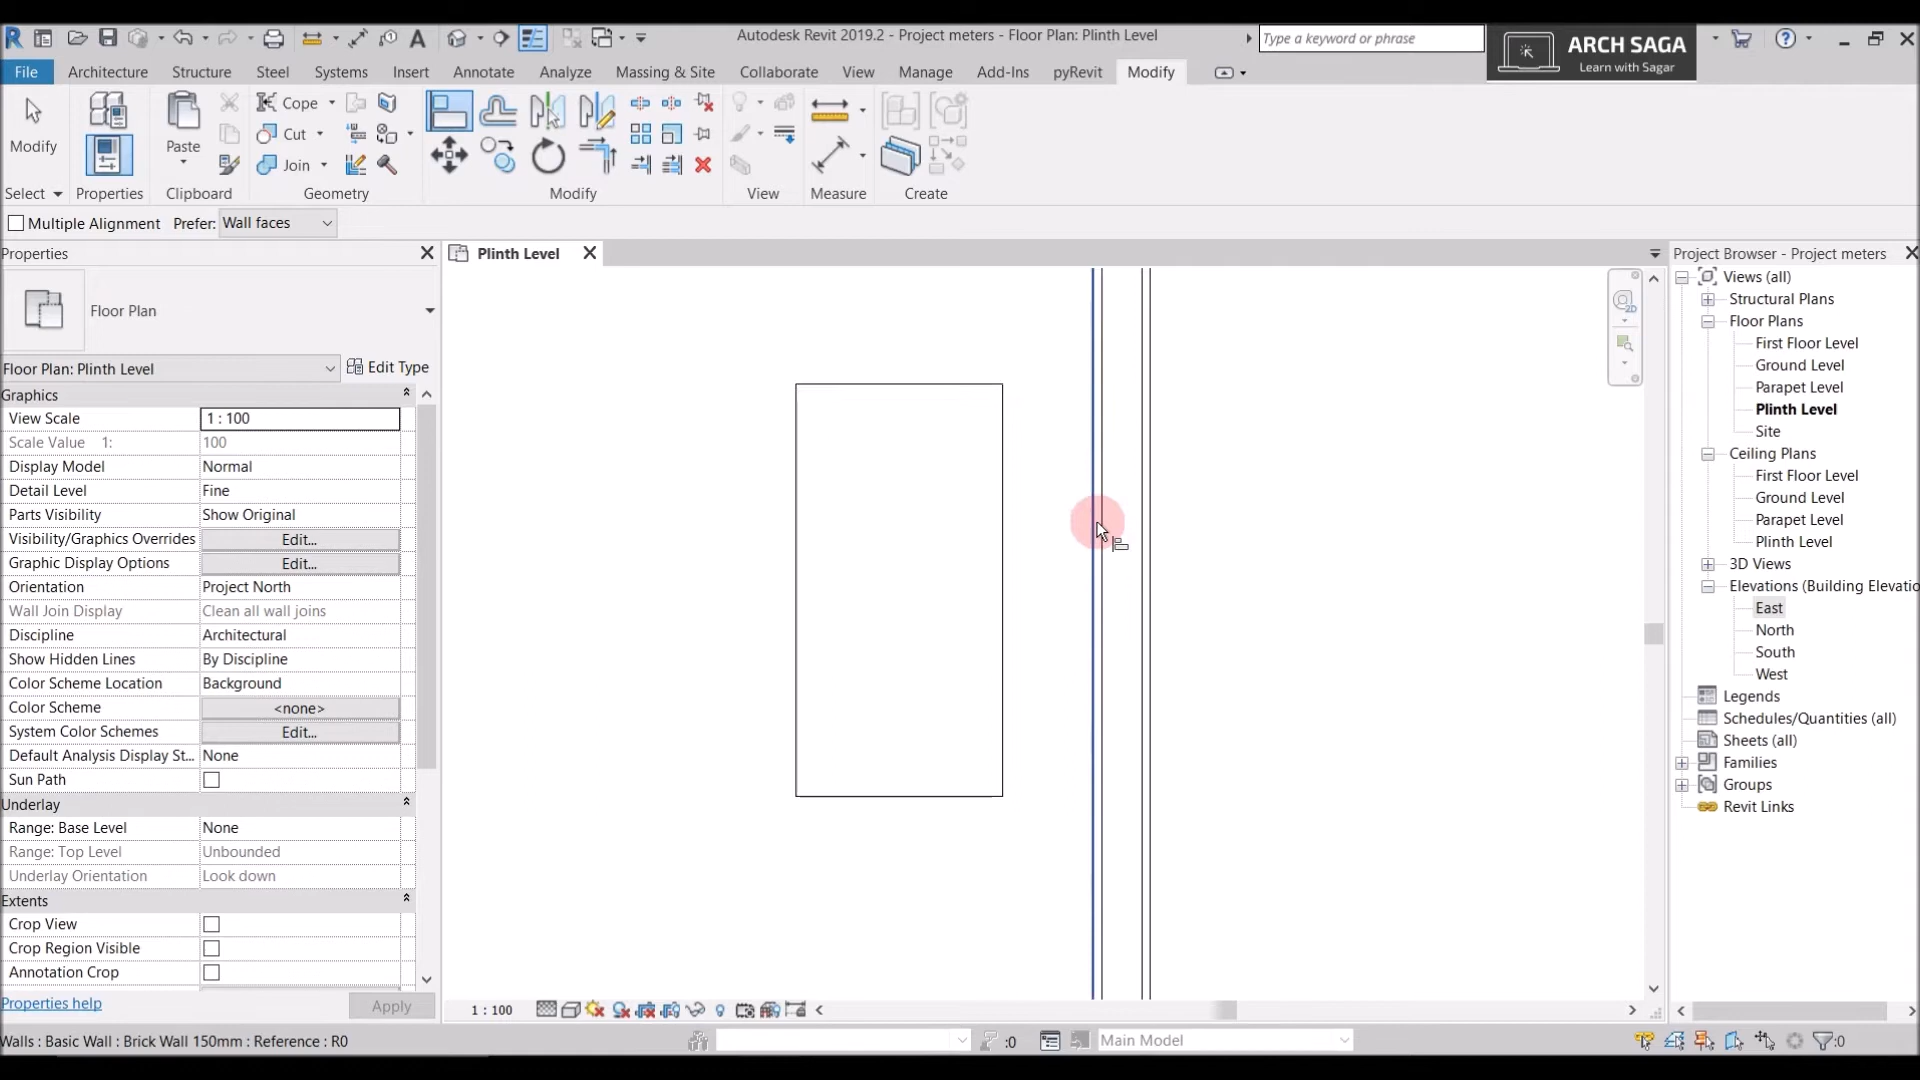 Autodesk Revit 2019.2 - Project meters - Floor Plan: Plinth Level
Type a keyword or phrase
ARCH SAGA
Learn with Sagar
File Architecture Structure Steel Systems Insert Annotate Analyze Massing & Site Collaborate View Manage Add-Ins pyRevit Modify
Modify
Properties
Paste
Cope
Cut
Join
Select Properties Clipboard Geometry Modify View Measure Create
Multiple Alignment Prefer: Wall faces
Properties
Floor Plan
Floor Plan: Plinth Level Edit Type
Graphics
View Scale 1 : 100
Scale Value 1: 100
Display Model Normal
Detail Level Fine
Parts Visibility Show Original
Visibility/Graphics Overrides Edit...
Graphic Display Options Edit...
Orientation Project North
Wall Join Display Clean all wall joins
Discipline Architectural
Show Hidden Lines By Discipline
Color Scheme Location Background
Color Scheme <none>
System Color Schemes Edit...
Default Analysis Display St... None
Sun Path
Underlay
Range: Base Level None
Range: Top Level Unbounded
Underlay Orientation Look down
Extents
Crop View
Crop Region Visible
Annotation Crop
Properties help Apply
Plinth Level
2D
1 : 100
Project Browser - Project meters
Views (all)
Structural Plans
Floor Plans
First Floor Level
Ground Level
Parapet Level
Plinth Level
Site
Ceiling Plans
First Floor Level
Ground Level
Parapet Level
Plinth Level
3D Views
Elevations (Building Elevatio
East
North
South
West
Legends
Schedules/Quantities (all)
Sheets (all)
Families
Groups
Revit Links
Walls : Basic Wall : Brick Wall 150mm : Reference : R0
:0
Main Model
:0